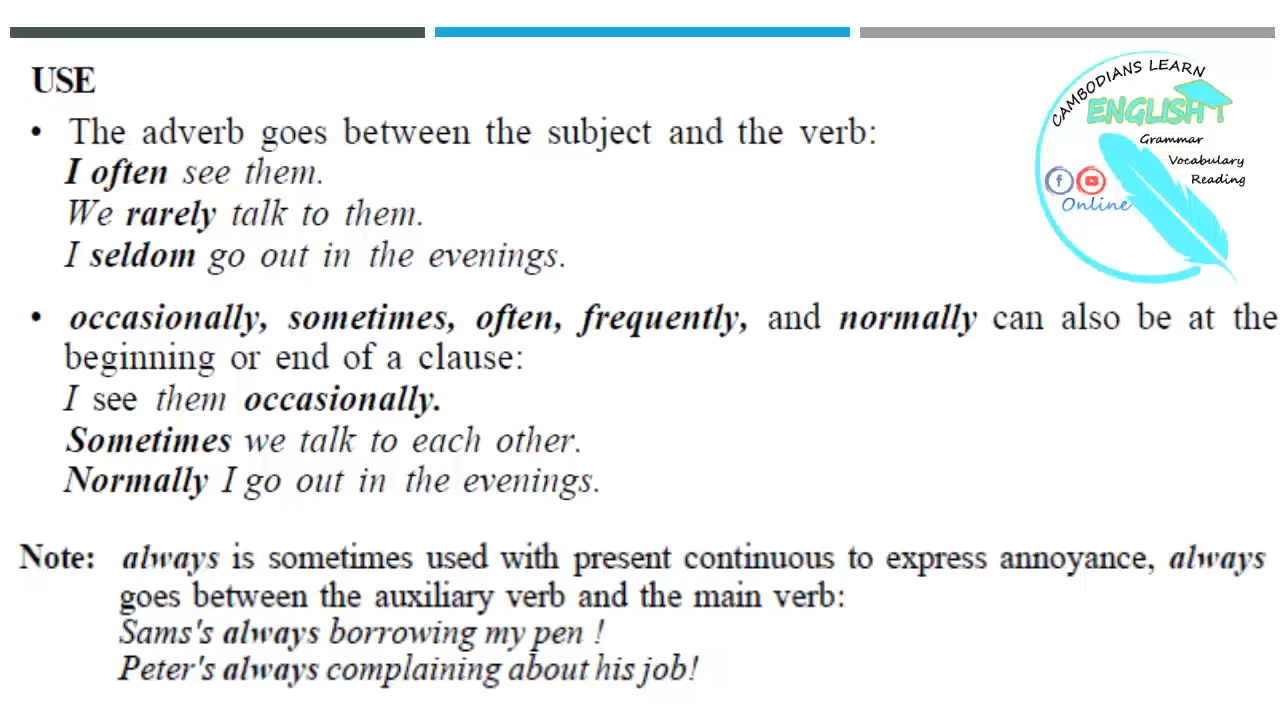 USE
• The adverb goes between the subject and the verb:
I often see them.
We rarely talk to them.
I seldom go out in the evenings.
• occasionally, sometimes, often, frequently, and normally can also be at the
beginning or end of a clause:
I see them occasionally.
Sometimes we talk to each other.
Normally I go out in the evenings.
Note: always is sometimes used with present continuous to express annoyance, always
goes between the auxiliary verb and the main verb:
Sams's always borrowing my pen !
Peter's always complaining about his job!
CAMBODIANS LEARN
ENGLISH
Grammar
Vocabulary
Reading
Online